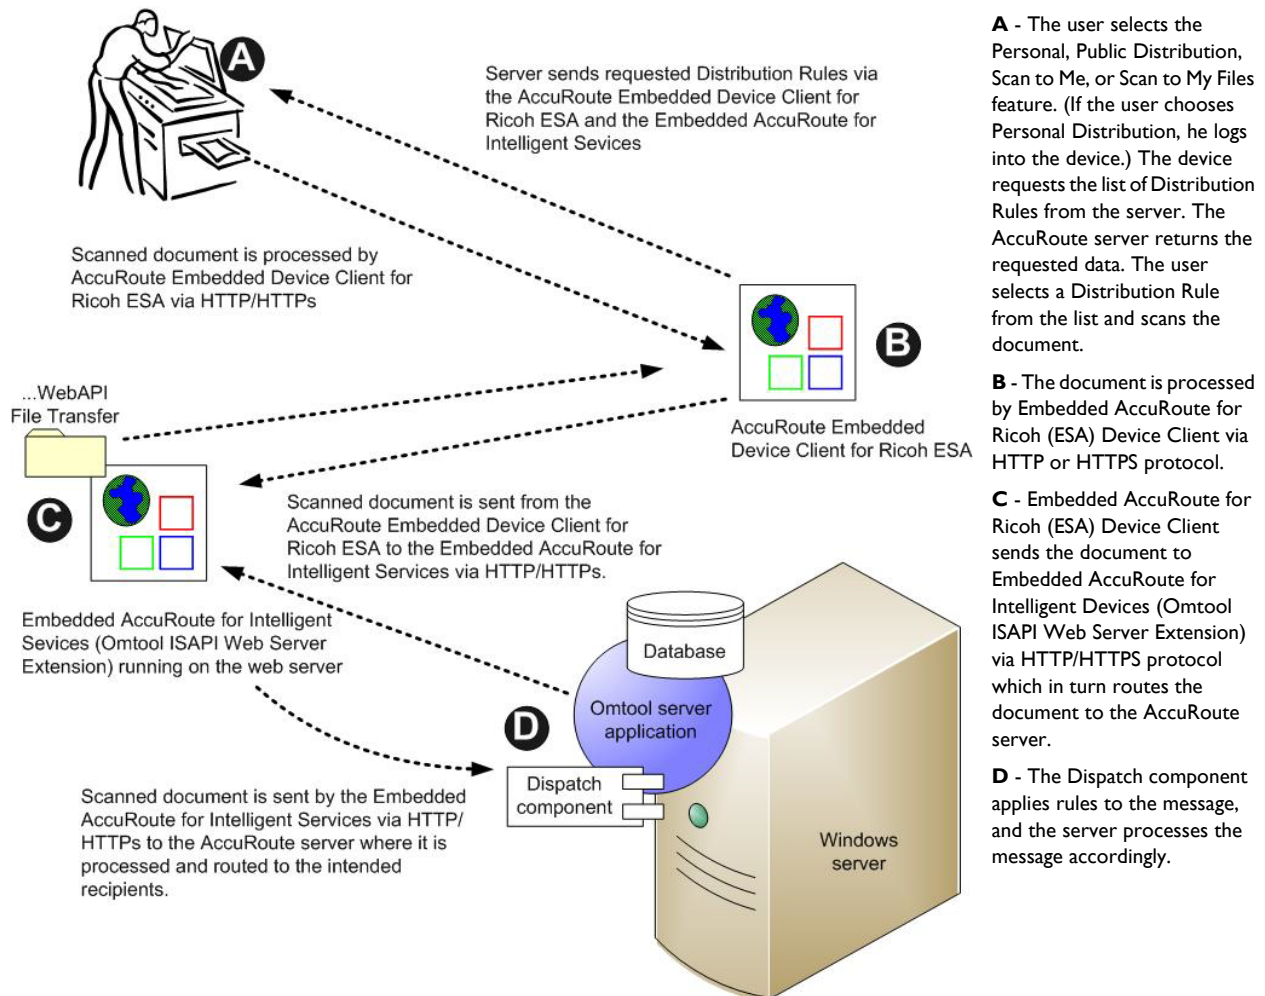 A
Server sends requested Distribution Rules via
the AccuRoute Embedded Device Client for
Ricoh ESA and the Embedded AccuRoute for
Intelligent Sevices
Scanned document is processed by
AccuRoute Embedded Device Client for
Ricoh ESA via HTTP/HTTPs
B
AccuRoute Embedded
Device Client for Ricoh ESA
...WebAPI
File Transfer
C
Scanned document is sent from the
AccuRoute Embedded Device Client for
Ricoh ESA to the Embedded AccuRoute for
Intelligent Services via HTTP/HTTPs.
Embedded AccuRoute for Intelligent
Sevices (Omtool ISAPI Web Server
Extension) running on the web server
Database
Omtool server
application
D
Dispatch
component
Windows
server
Scanned document is sent by the Embedded
AccuRoute for Intelligent Services via HTTP/
HTTPs to the AccuRoute server where it is
processed and routed to the intended
recipients.
A - The user selects the
Personal, Public Distribution,
Scan to Me, or Scan to My Files
feature. (If the user chooses
Personal Distribution, he logs
into the device.) The device
requests the list of Distribution
Rules from the server. The
AccuRoute server returns the
requested data. The user
selects a Distribution Rule
from the list and scans the
document.
B - The document is processed
by Embedded AccuRoute for
Ricoh (ESA) Device Client via
HTTP or HTTPS protocol.
C - Embedded AccuRoute for
Ricoh (ESA) Device Client
sends the document to
Embedded AccuRoute for
Intelligent Devices (Omtool
ISAPI Web Server Extension)
via HTTP/HTTPS protocol
which in turn routes the
document to the AccuRoute
server.
D - The Dispatch component
applies rules to the message,
and the server processes the
message accordingly.